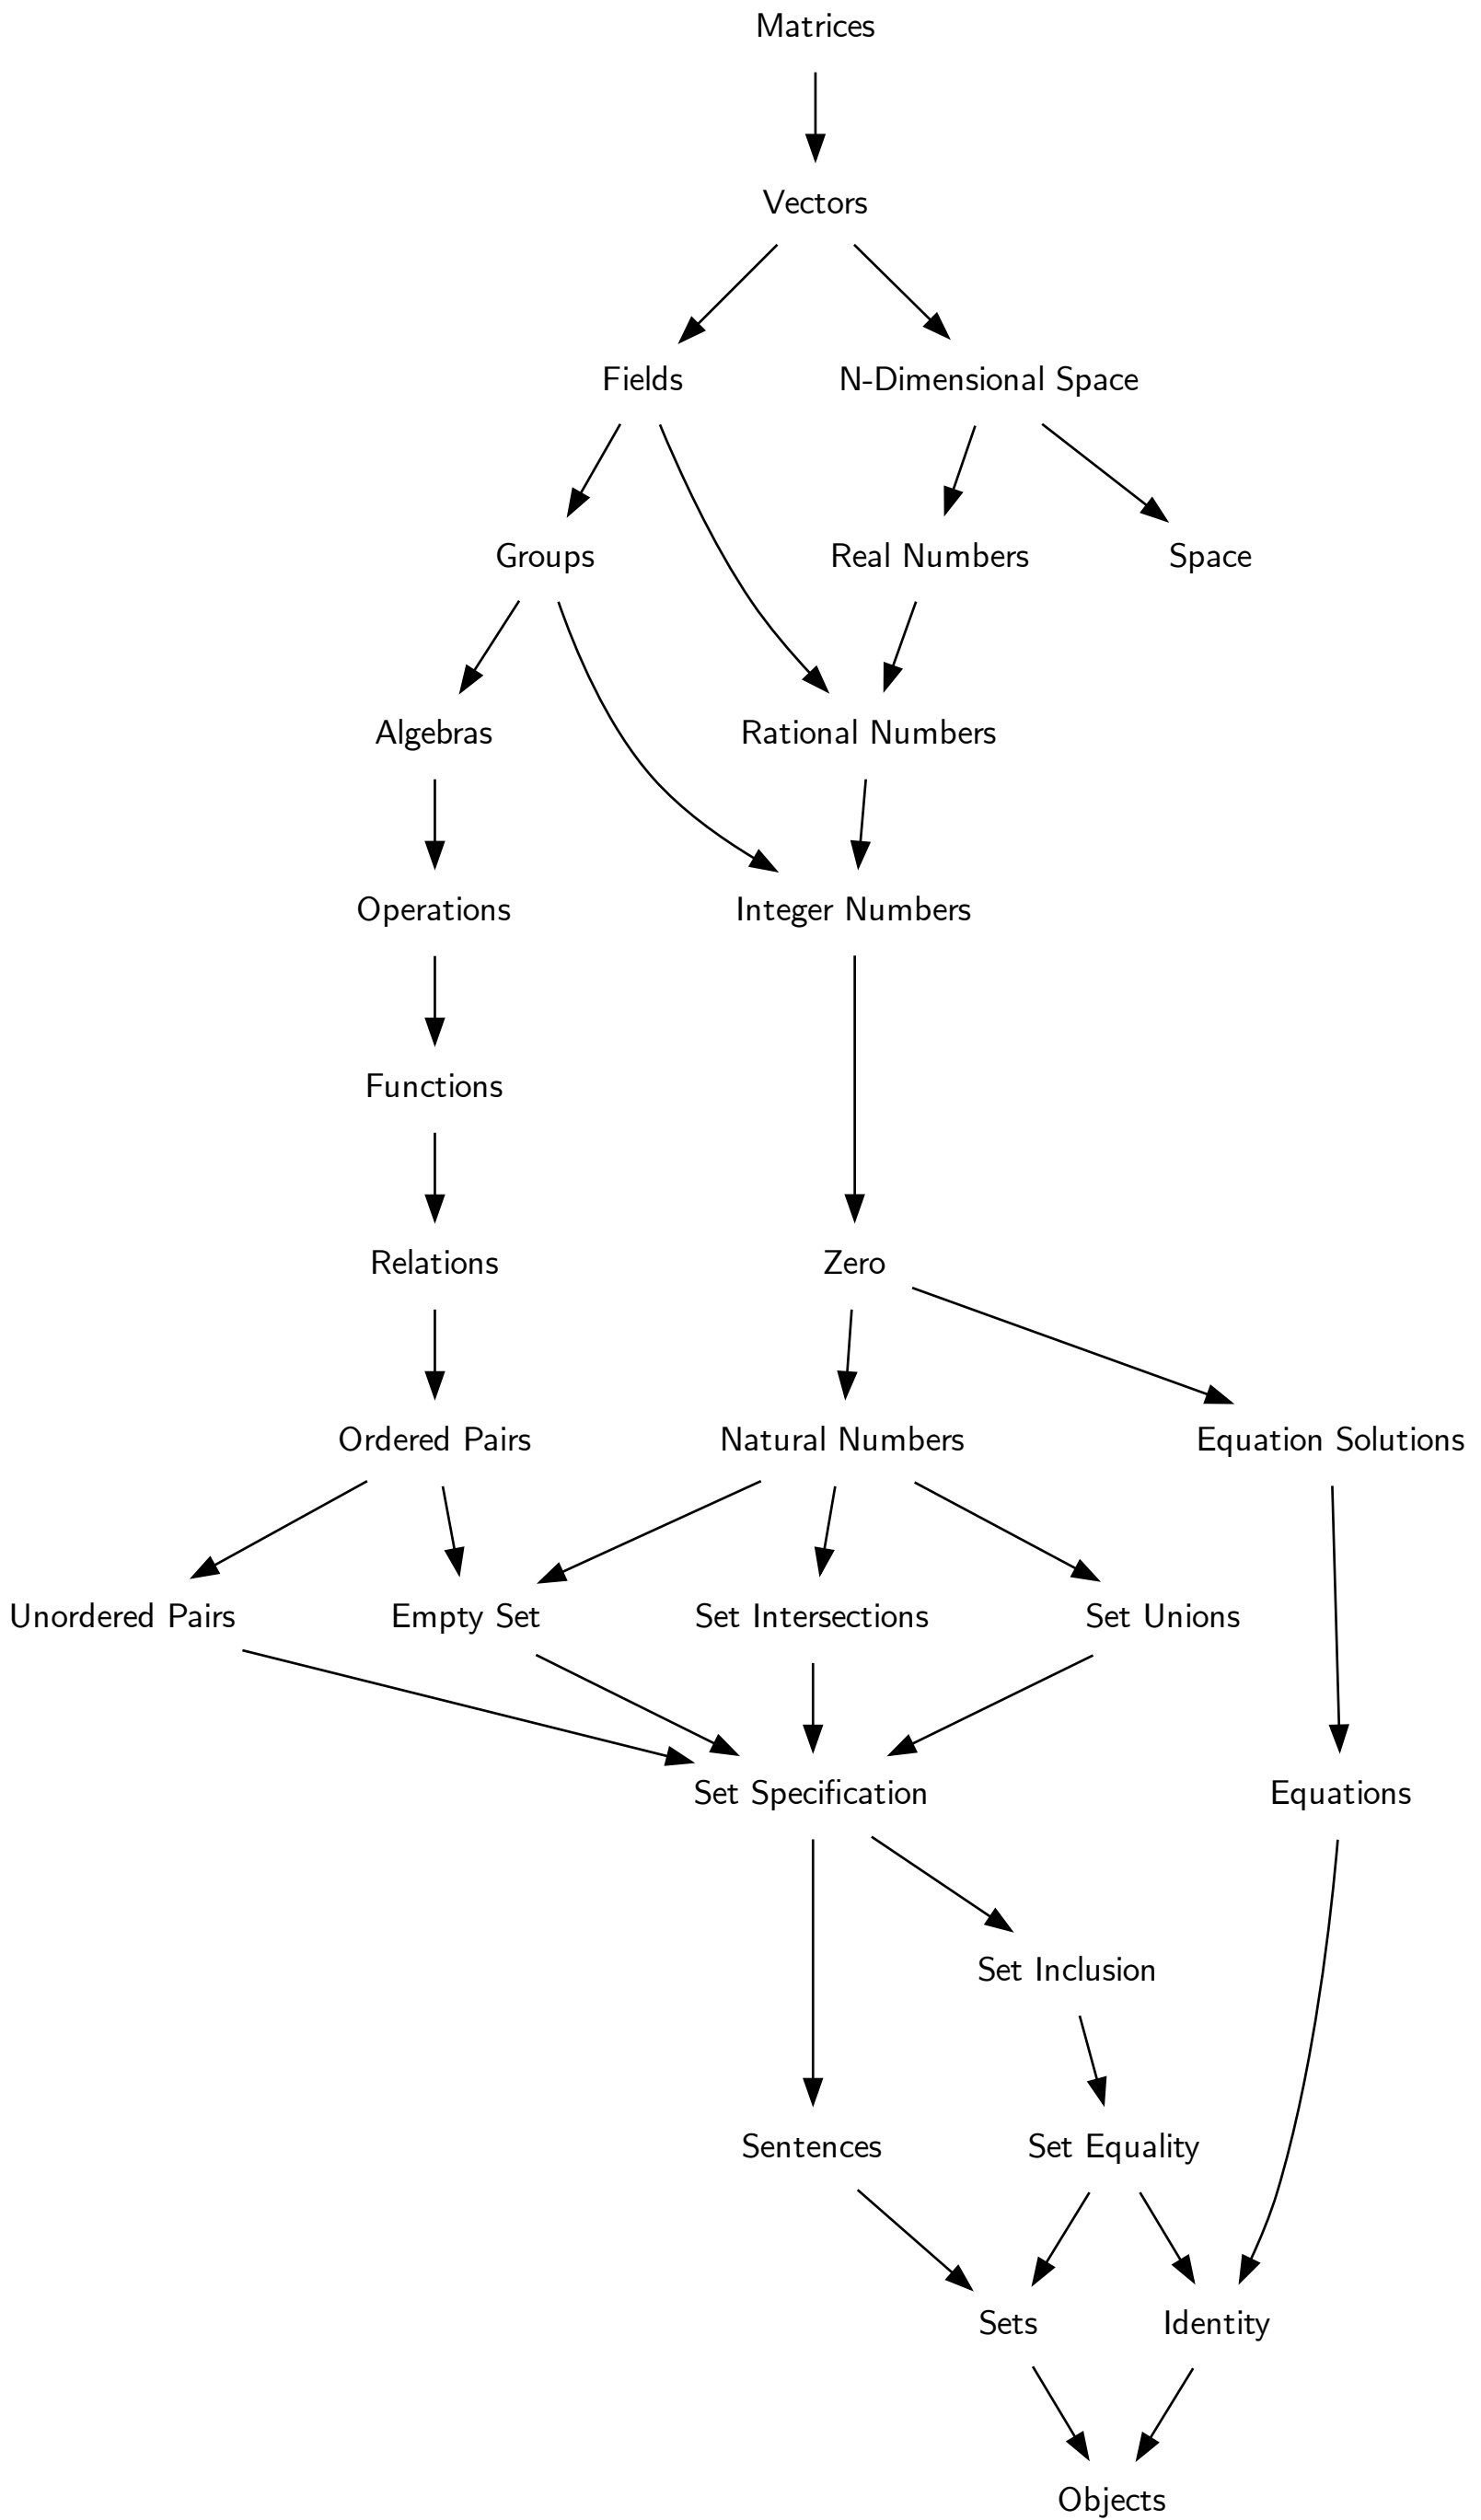 Matrices
Vectors
Fields
N-Dimensional Space
Groups
Real Numbers
Space
Algebras
Rational Numbers
Operations
Integer Numbers
Functions
Relations
Zero
Ordered Pairs
Natural Numbers
Equation Solutions
Unordered Pairs
Empty Set
Set Intersections
Set Unions
Set Specification
Equations
Set Inclusion
Sentences
Set Equality
Sets
Identity
Objects